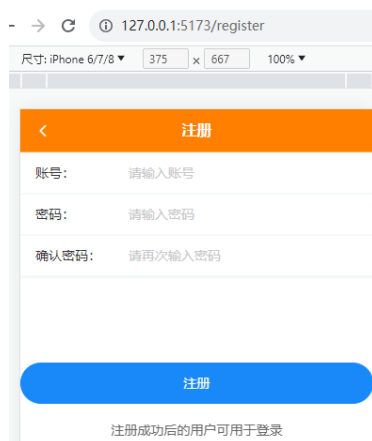 127.0.0.1:5173/register
尺寸: iPhone 6/7/8 ▼ 375 × 667 100% ▼
注册
账号: 请输入账号
密码: 请输入密码
确认密码: 请再次输入密码
注册
注册成功后的用户可用于登录